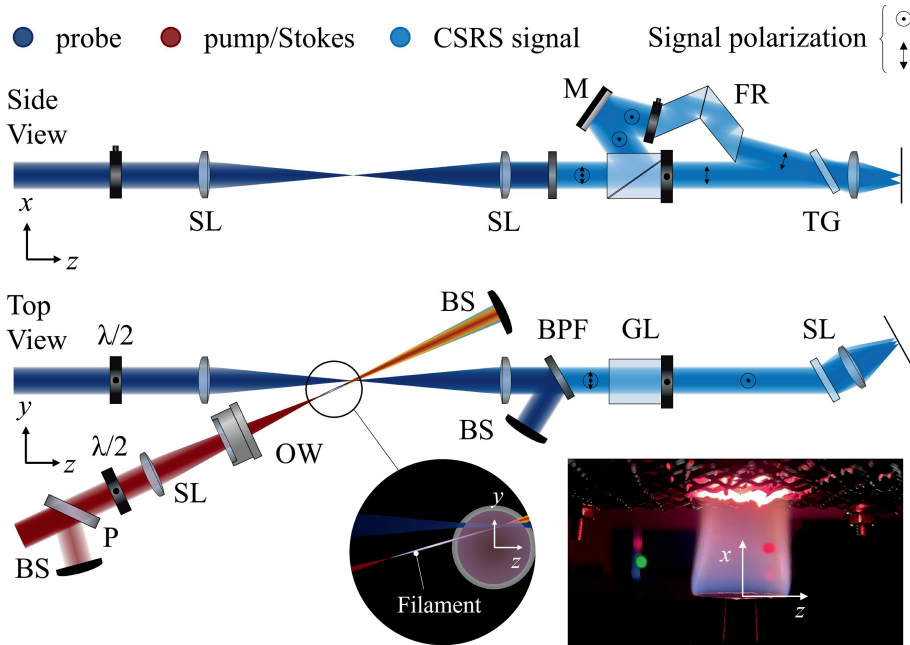 probe
pump/Stokes
CSRS signal
Signal polarization
Side
View
M
FR
SL
SL
TG
x
z
Top
View
λ/2
BS
BPF
GL
SL
y
z
λ/2
SL
OW
BS
P
BS
y
z
Filament
x
z